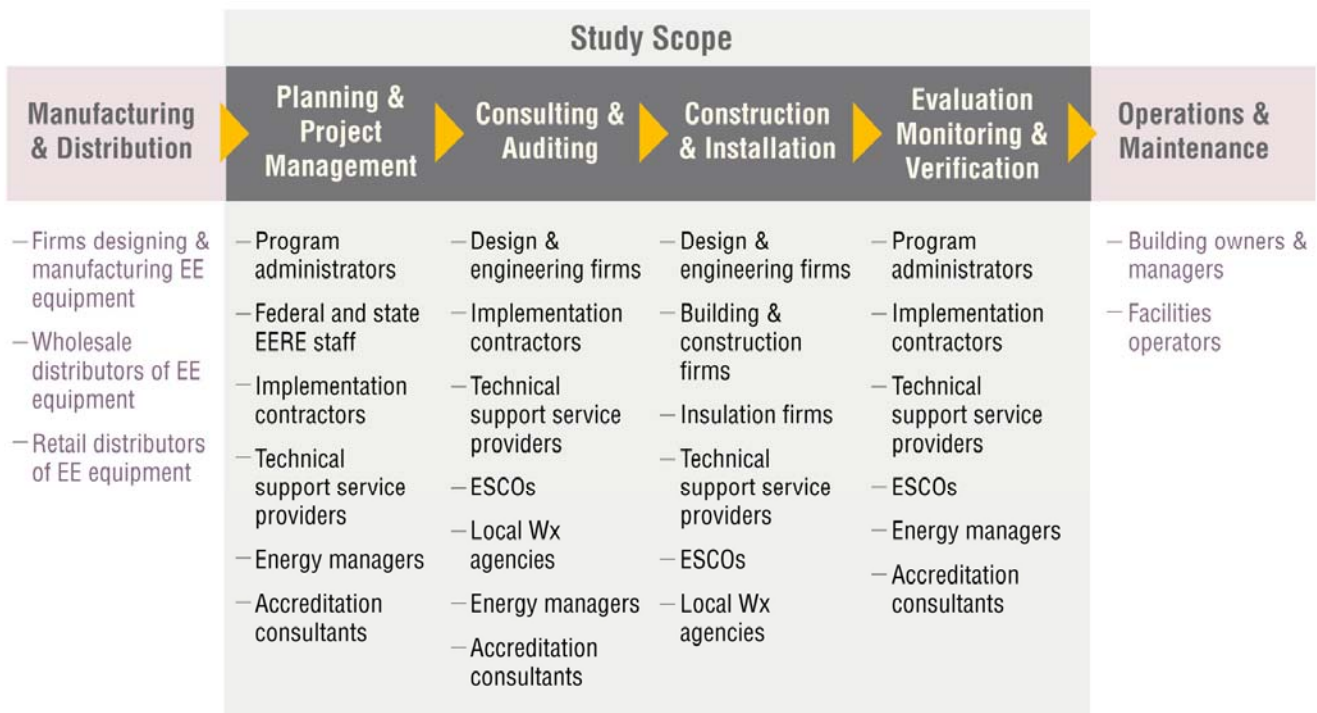 Study Scope
Manufacturing
& Distribution
Planning &
Project
Management
Consulting &
Auditing
Construction
& Installation
Evaluation
Monitoring &
Verification
Operations &
Maintenance
– Firms designing &
manufacturing EE
equipment
– Wholesale
distributors of EE
equipment
– Retail distributors
of EE equipment
– Program
administrators
– Federal and state
EERE staff
– Implementation
contractors
– Technical
support service
providers
– Energy managers
– Accreditation
consultants
– Design &
engineering firms
– Implementation
contractors
– Technical
support service
providers
– ESCOs
– Local Wx
agencies
– Energy managers
– Accreditation
consultants
– Design &
engineering firms
– Building &
construction
firms
– Insulation firms
– Technical
support service
providers
– ESCOs
– Local Wx
agencies
– Program
administrators
– Implementation
contractors
– Technical
support service
providers
– ESCOs
– Energy managers
– Accreditation
consultants
– Building owners &
managers
– Facilities
operators